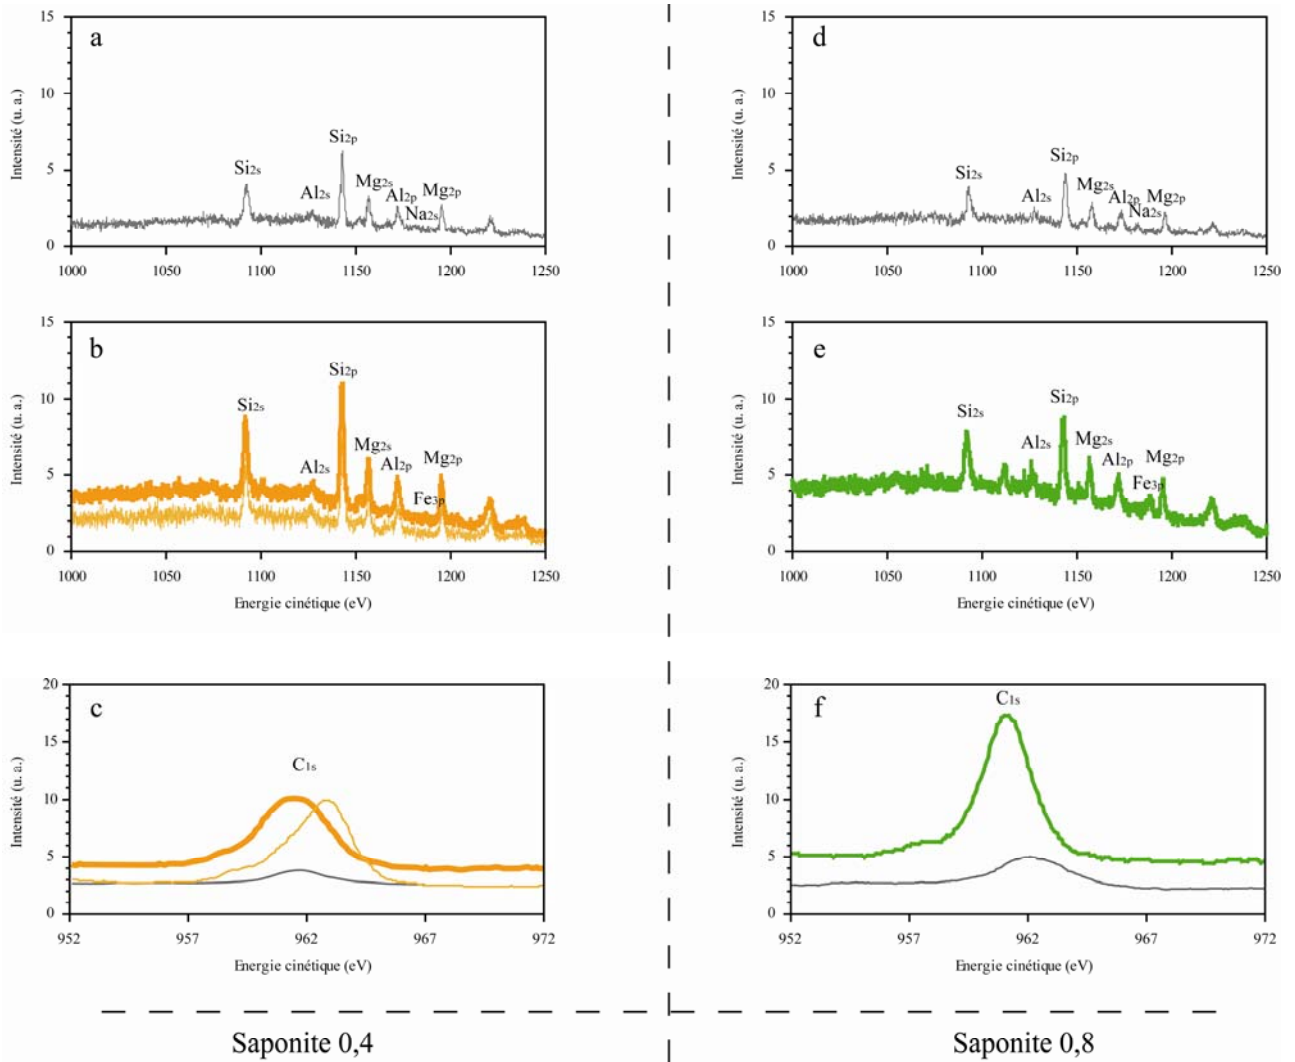 a
Intensité (u. a.)
15
10
5
0
Si2s
Al2s
Si2p
Mg2s
Al2p
Na2s
Mg2p
1000 1050 1100 1150 1200 1250
d
Intensité (u. a.)
15
10
5
0
Si2s
Al2s
Si2p
Mg2s
Al2p
Na2s
Mg2p
1000 1050 1100 1150 1200 1250
b
Intensité (u. a.)
15
10
5
0
Si2s
Al2s
Si2p
Mg2s
Al2p
Fe3p
Mg2p
1000 1050 1100 1150 1200 1250
Energie cinétique (eV)
e
Intensité (u. a.)
15
10
5
0
Si2s
Al2s
Si2p
Mg2s
Al2p
Fe3p
Mg2p
1000 1050 1100 1150 1200 1250
Energie cinétique (eV)
c
Intensité (u. a.)
20
15
10
5
0
C1s
952 957 962 967 972
Energie cinétique (eV)
f
Intensité (u. a.)
20
15
10
5
0
C1s
952 957 962 967 972
Energie cinétique (eV)
Saponite 0,4
Saponite 0,8